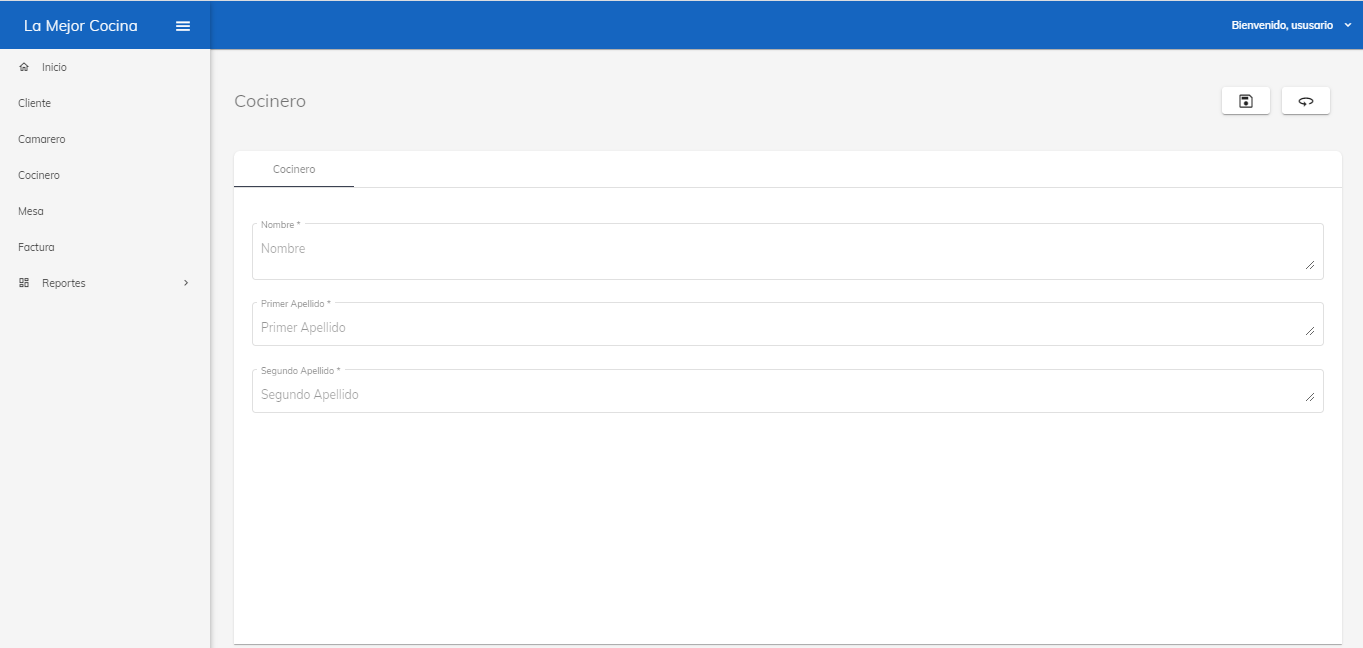 La Mejor Cocina
Bienvenido, ususario
Inicio
Cliente
Camarero
Cocinero
Mesa
Factura
Reportes
Cocinero
Cocinero
Nombre *
Nombre
Primer Apellido *
Primer Apellido
Segundo Apellido *
Segundo Apellido